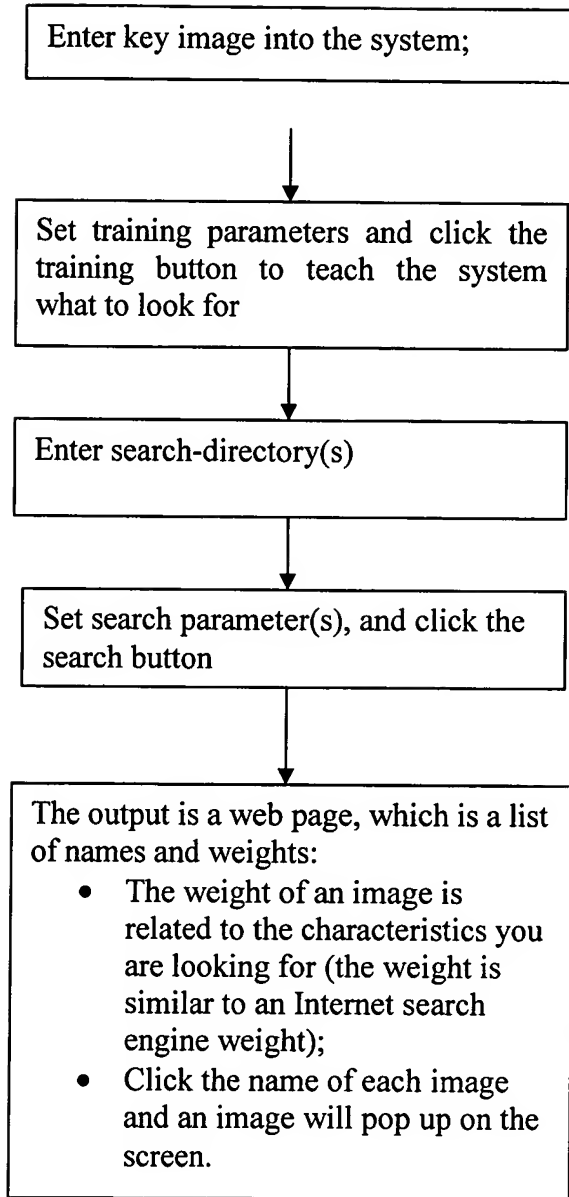 Enter key image into the system;
Set training parameters and click the
training button to teach the system
what to look for
Enter search-directory(s)
Set search parameter(s), and click the
search button
The output is a web page, which is a list
of names and weights:
• The weight of an image is
related to the characteristics you
are looking for (the weight is
similar to an Internet search
engine weight);
• Click the name of each image
and an image will pop up on the
screen.